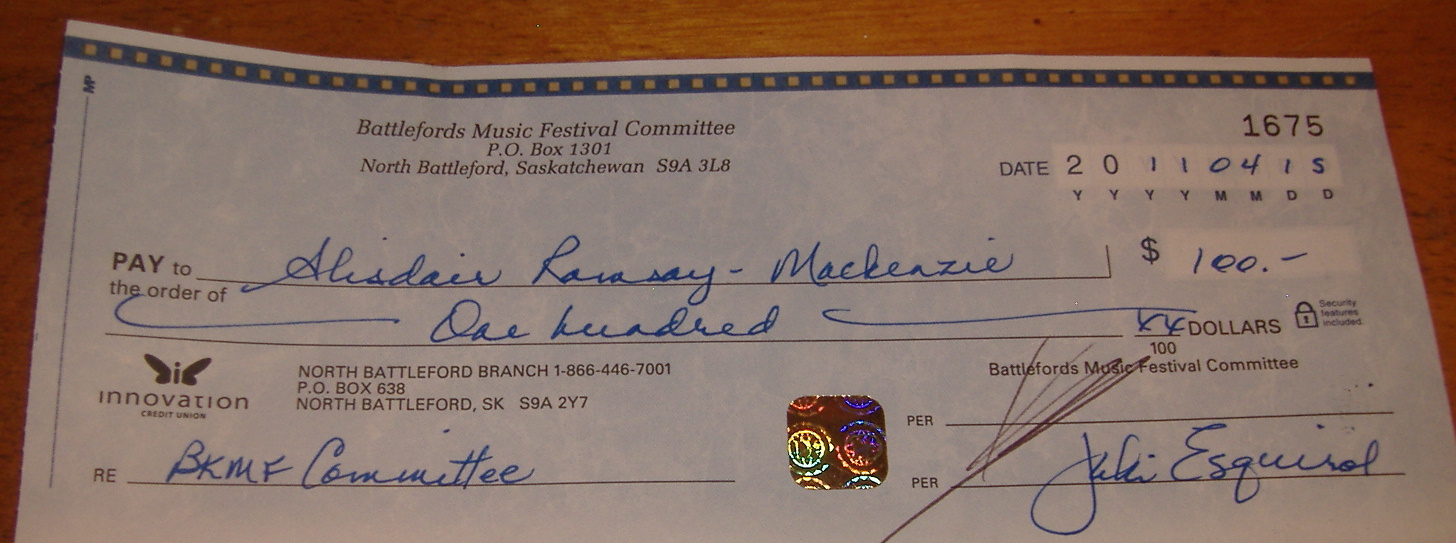 MP
Battlefords Music Festival Committee
P.O. Box 1301
North Battleford, Saskatchewan S9A 3L8
1675
DATE 2 0 1 1 0 4 1 5
Y Y Y Y M M D D
PAY to the order of Alisdair Ramsay-Mackenzie $ 100.-
One hundred XX/100 DOLLARS
Security features included.
innovation
CREDIT UNION
NORTH BATTLEFORD BRANCH 1-866-446-7001
P.O. BOX 638
NORTH BATTLEFORD, SK S9A 2Y7
Battlefords Music Festival Committee
PER
RE BKMF Committee
PER Esquirol